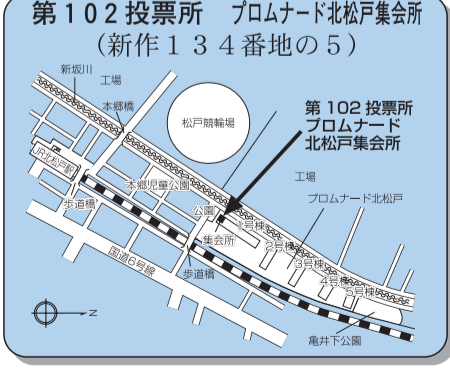 第102投票所 プロムナード北松戸集会所
(新作134番地の5)
新坂川
工場
本郷橋
松戸競輪場
第102投票所
プロムナード
北松戸集会所
JR北松戸駅
本郷児童公園
工場
プロムナード北松戸
歩道橋
公園
1号棟
集会所
2号棟
3号棟
4号棟
5号棟
国道6号線
歩道橋
N
亀井下公園